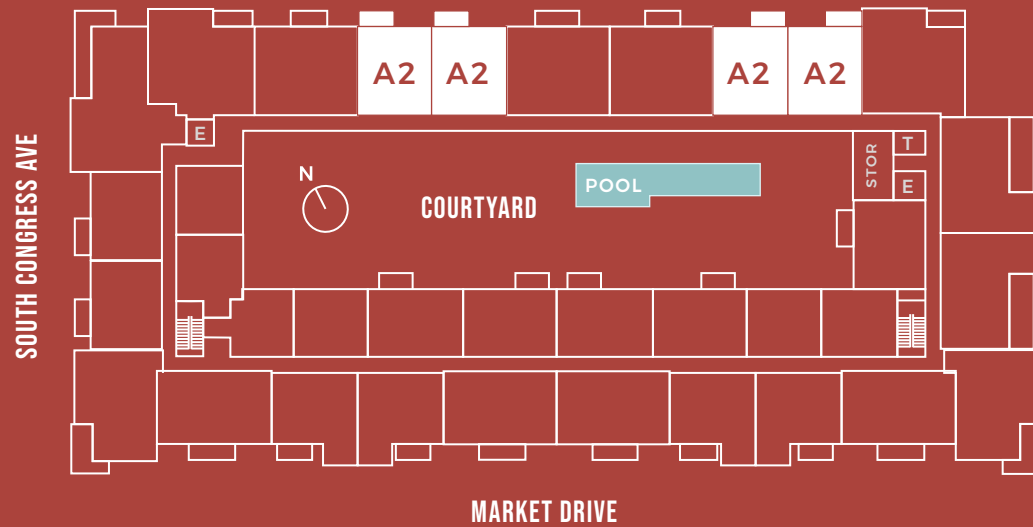 A2
A2
A2
A2
E
T
STOR
E
N
POOL
COURTYARD
SOUTH CONGRESS AVE
MARKET DRIVE